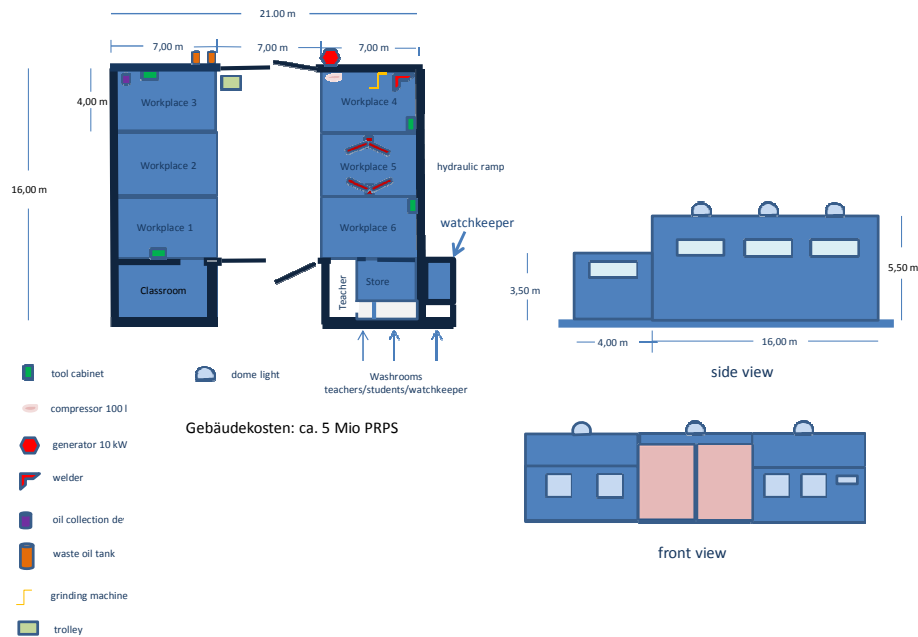 21.00 m
7,00 m
7,00 m
7,00 m
4,00 m
16,00 m
Workplace 3
Workplace 4
Workplace 2
Workplace 5
hydraulic ramp
Workplace 1
Workplace 6
watchkeeper
Classroom
Teacher
Store
Washrooms
teachers/students/watchkeeper
3,50 m
5,50 m
4,00 m
16,00 m
side view
tool cabinet
dome light
compressor 100 l
Gebäudekosten: ca. 5 Mio PRPS
generator 10 kW
welder
oil collection de
waste oil tank
grinding machine
trolley
front view